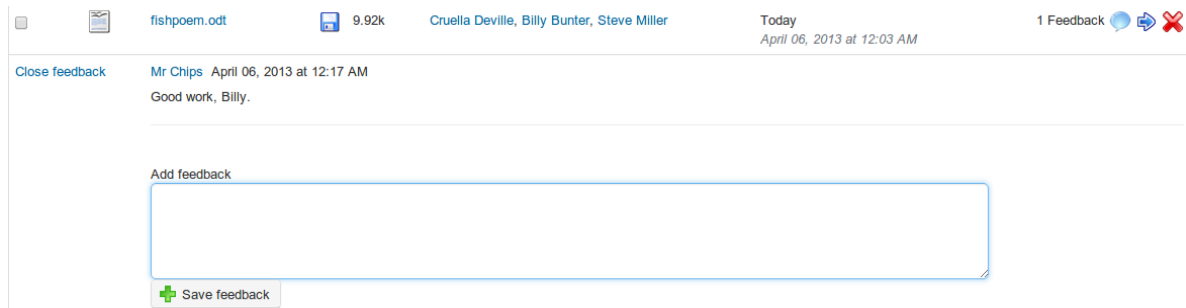 fishpoem.odt 9.92k Cruella Deville, Billy Bunter, Steve Miller Today 1 Feedback
April 06, 2013 at 12:03 AM
Close feedback Mr Chips April 06, 2013 at 12:17 AM
Good work, Billy.
Add feedback
Save feedback